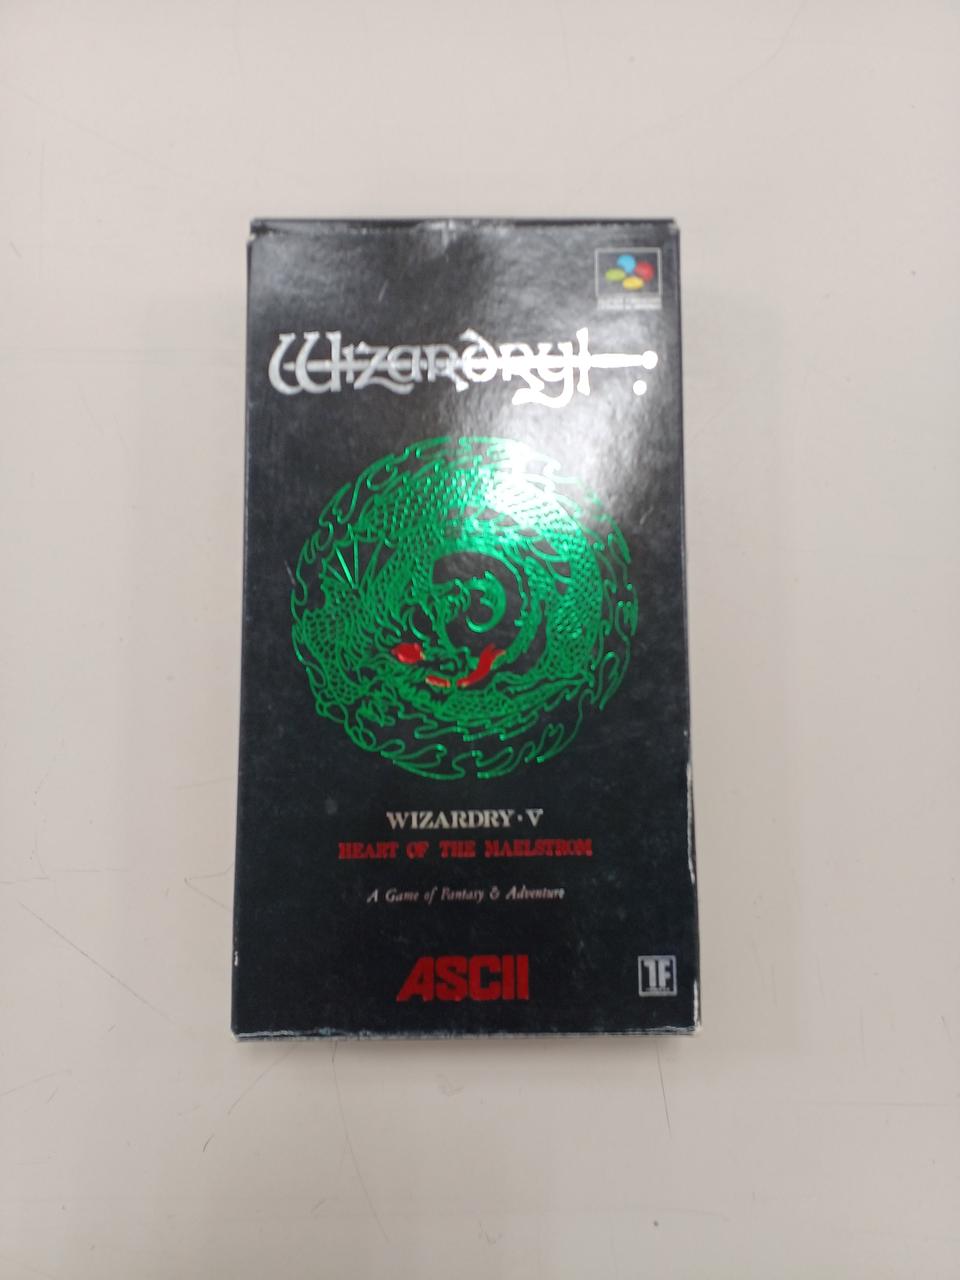 Wizardry
WIZARDRY·V
HEART OF THE MAELSTROM
A Game of Fantasy & Adventure
ASCII
1F